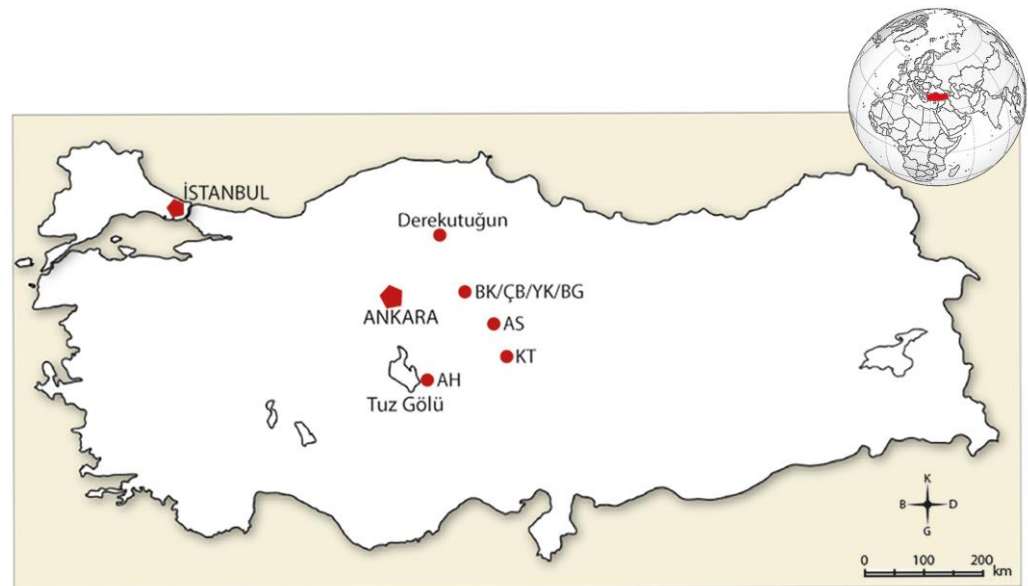 İSTANBUL
Derekutuğun
BK/ÇB/YK/BG
ANKARA
AS
KT
AH
Tuz Gölü
K
B D
G
0 100 200
km